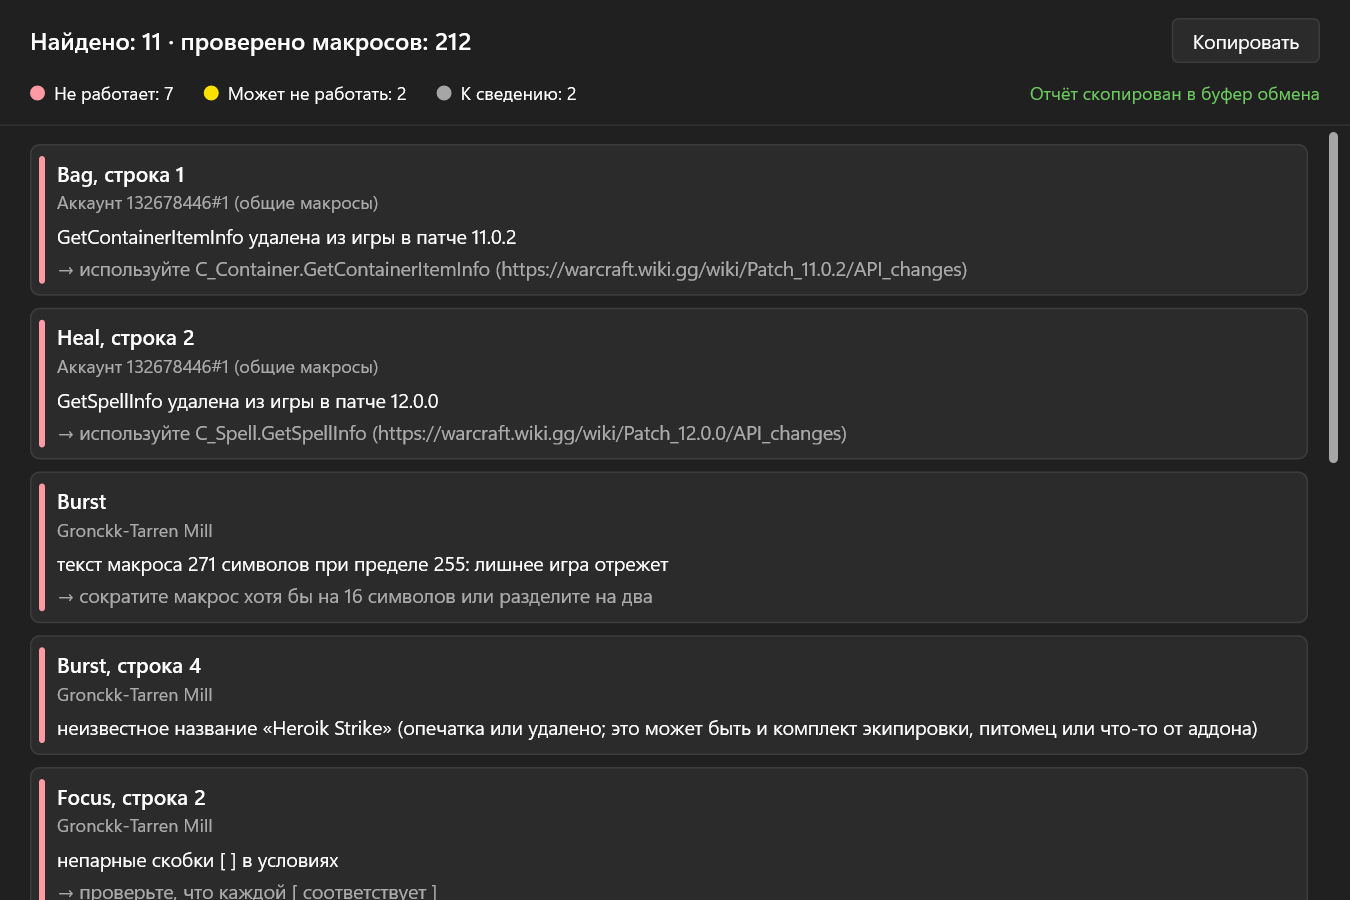 Найдено: 11 · проверено макросов: 212
Копировать
Не работает: 7
Может не работать: 2
К сведению: 2
Отчёт скопирован в буфер обмена
Bag, строка 1
Аккаунт 132678446#1 (общие макросы)
GetContainerItemInfo удалена из игры в патче 11.0.2
→ используйте C_Container.GetContainerItemInfo (https://warcraft.wiki.gg/wiki/Patch_11.0.2/API_changes)
Heal, строка 2
Аккаунт 132678446#1 (общие макросы)
GetSpellInfo удалена из игры в патче 12.0.0
→ используйте C_Spell.GetSpellInfo (https://warcraft.wiki.gg/wiki/Patch_12.0.0/API_changes)
Burst
Gronckk-Tarren Mill
текст макроса 271 символов при пределе 255: лишнее игра отрежет
→ сократите макрос хотя бы на 16 символов или разделите на два
Burst, строка 4
Gronckk-Tarren Mill
неизвестное название «Heroik Strike» (опечатка или удалено; это может быть и комплект экипировки, питомец или что-то от аддона)
Focus, строка 2
Gronckk-Tarren Mill
непарные скобки [ ] в условиях
→ проверьте, что каждой [ соответствует ]